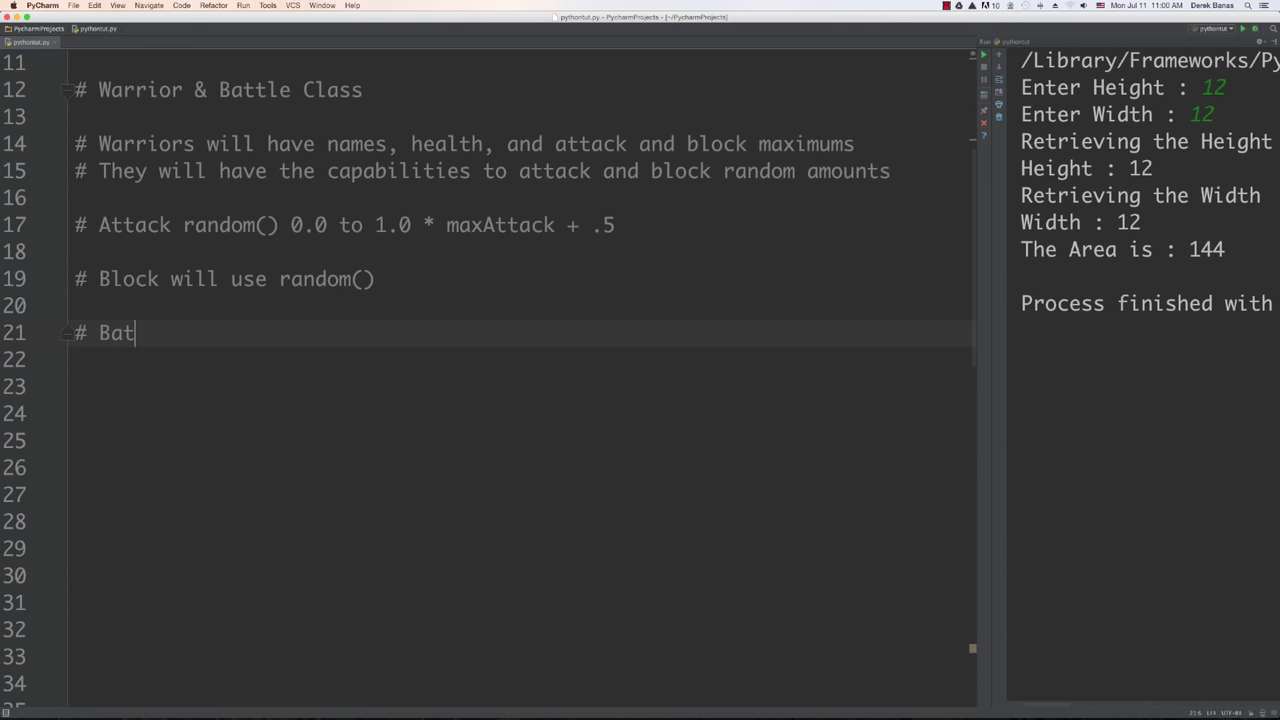 PyCharm File Edit View Navigate Code Refactor Run Tools VCS Window Help
10 Mon Jul 11 11:00 AM Derek Banas
pythontut.py - PycharmProjects - [~/PycharmProjects]
PycharmProjects pythontut.py pythontut
pythontut.py
Run pythontut
11
12 # Warrior & Battle Class
13
14 # Warriors will have names, health, and attack and block maximums
15 # They will have the capabilities to attack and block random amounts
16
17 # Attack random() 0.0 to 1.0 * maxAttack + .5
18
19 # Block will use random()
20
21 # Bat
22
23
24
25
26
27
28
29
30
31
32
33
34
/Library/Frameworks/Py
Enter Height : 12
Enter Width : 12
Retrieving the Height
Height : 12
Retrieving the Width
Width : 12
The Area is : 144
Process finished with
21:6 LF÷ UTF-8÷